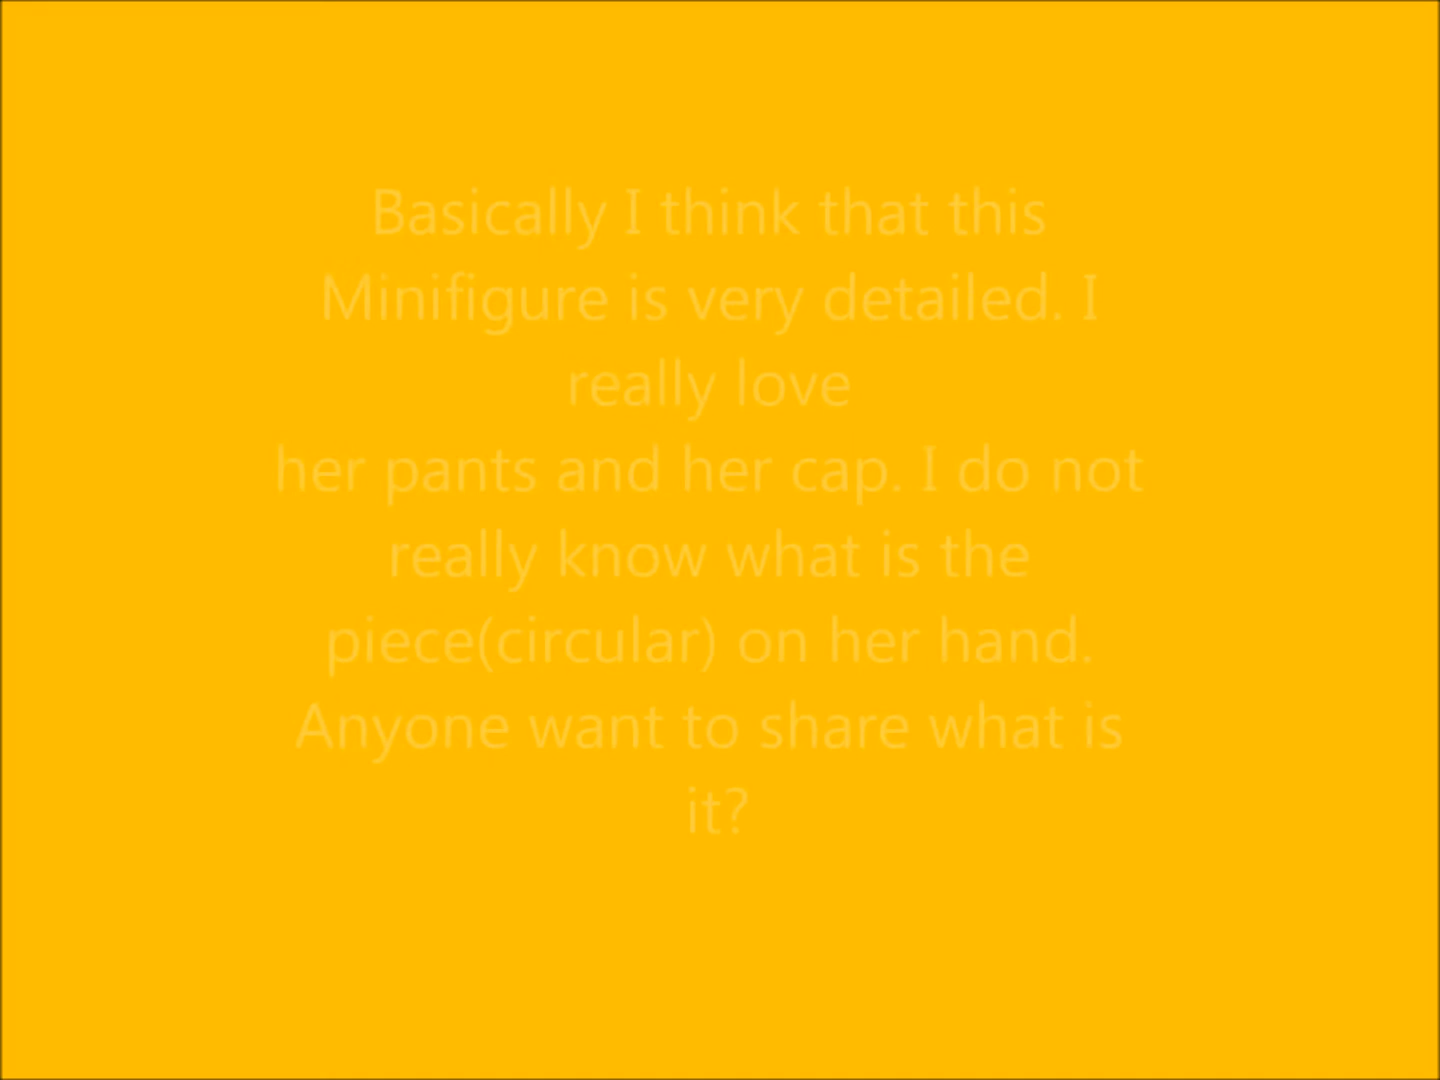 Basically I think that this
Minifigure is very detailed. I
really love
her pants and her cap. I do not
really know what is the
piece(circular) on her hand.
Anyone want to share what is
it?